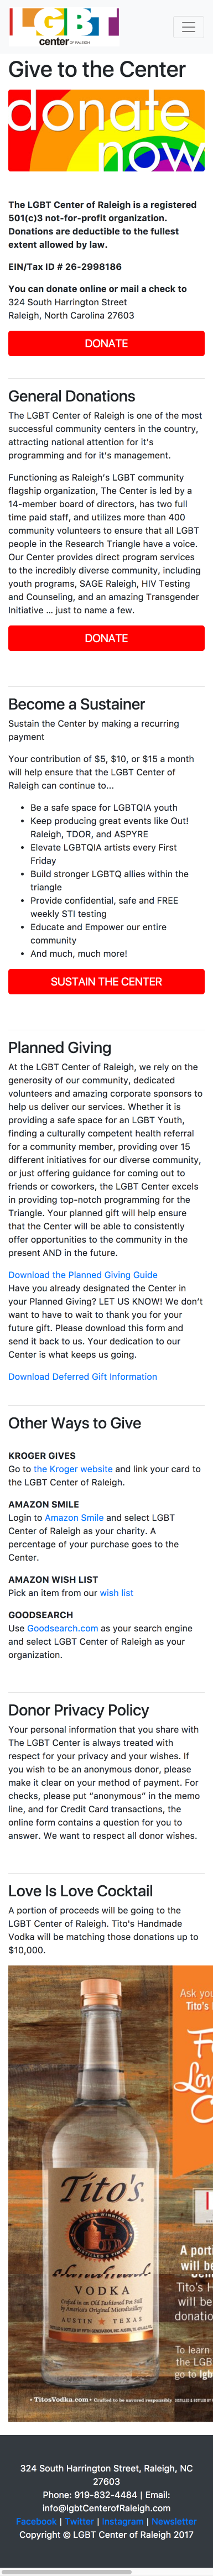 LGBT
center OF RALEIGH
Give to the Center
donate
now
The LGBT Center of Raleigh is a registered
501(c)3 not-for-profit organization.
Donations are deductible to the fullest
extent allowed by law.
EIN/Tax ID # 26-2998186
You can donate online or mail a check to
324 South Harrington Street
Raleigh, North Carolina 27603
DONATE
General Donations
The LGBT Center of Raleigh is one of the most
successful community centers in the country,
attracting national attention for it's
programming and for it's management.
Functioning as Raleigh's LGBT community
flagship organization, The Center is led by a
14-member board of directors, has two full
time paid staff, and utilizes more than 400
community volunteers to ensure that all LGBT
people in the Research Triangle have a voice.
Our Center provides direct program services
to the incredibly diverse community, including
youth programs, SAGE Raleigh, HIV Testing
and Counseling, and an amazing Transgender
Initiative ... just to name a few.
DONATE
Become a Sustainer
Sustain the Center by making a recurring
payment
Your contribution of $5, $10, or $15 a month
will help ensure that the LGBT Center of
Raleigh can continue to...
• Be a safe space for LGBTQIA youth
• Keep producing great events like Out!
Raleigh, TDOR, and ASPYRE
• Elevate LGBTQIA artists every First
Friday
• Build stronger LGBTQ allies within the
triangle
• Provide confidential, safe and FREE
weekly STI testing
• Educate and Empower our entire
community
• And much, much more!
SUSTAIN THE CENTER
Planned Giving
At the LGBT Center of Raleigh, we rely on the
generosity of our community, dedicated
volunteers and amazing corporate sponsors to
help us deliver our services. Whether it is
providing a safe space for an LGBT Youth,
finding a culturally competent health referral
for a community member, providing over 15
different initiatives for our diverse community,
or just offering guidance for coming out to
friends or coworkers, the LGBT Center excels
in providing top-notch programming for the
Triangle. Your planned gift will help ensure
that the Center will be able to consistently
offer opportunities to the community in the
present AND in the future.
Download the Planned Giving Guide
Have you already designated the Center in
your Planned Giving? LET US KNOW! We don't
want to have to wait to thank you for your
future gift. Please download this form and
send it back to us. Your dedication to our
Center is what keeps us going.
Download Deferred Gift Information
Other Ways to Give
KROGER GIVES
Go to the Kroger website and link your card to
the LGBT Center of Raleigh.
AMAZON SMILE
Login to Amazon Smile and select LGBT
Center of Raleigh as your charity. A
percentage of your purchase goes to the
Center.
AMAZON WISH LIST
Pick an item from our wish list
GOODSEARCH
Use Goodsearch.com as your search engine
and select LGBT Center of Raleigh as your
organization.
Donor Privacy Policy
Your personal information that you share with
The LGBT Center is always treated with
respect for your privacy and your wishes. If
you wish to be an anonymous donor, please
make it clear on your method of payment. For
checks, please put "anonymous" in the memo
line, and for Credit Card transactions, the
online form contains a question for you to
answer. We want to respect all donor wishes.
Love Is Love Cocktail
A portion of proceeds will be going to the
LGBT Center of Raleigh. Tito's Handmade
Vodka will be matching those donations up to
$10,000.
Ask you
Tito's
Tito's
VODKA
Crafted in an Old Fashioned Pot Still
by America's Original Microdistillery
AUSTIN ★ TEXAS
• TitosVodka.com • Crafted to be savored responsibly
A porti
will be
Tito's H
will be
donatio
To learn
go to lgb
324 South Harrington Street, Raleigh, NC
27603
Phone: 919-832-4484 | Email:
info@lgbtCenterofRaleigh.com
Facebook | Twitter | Instagram | Newsletter
Copyright © LGBT Center of Raleigh 2017